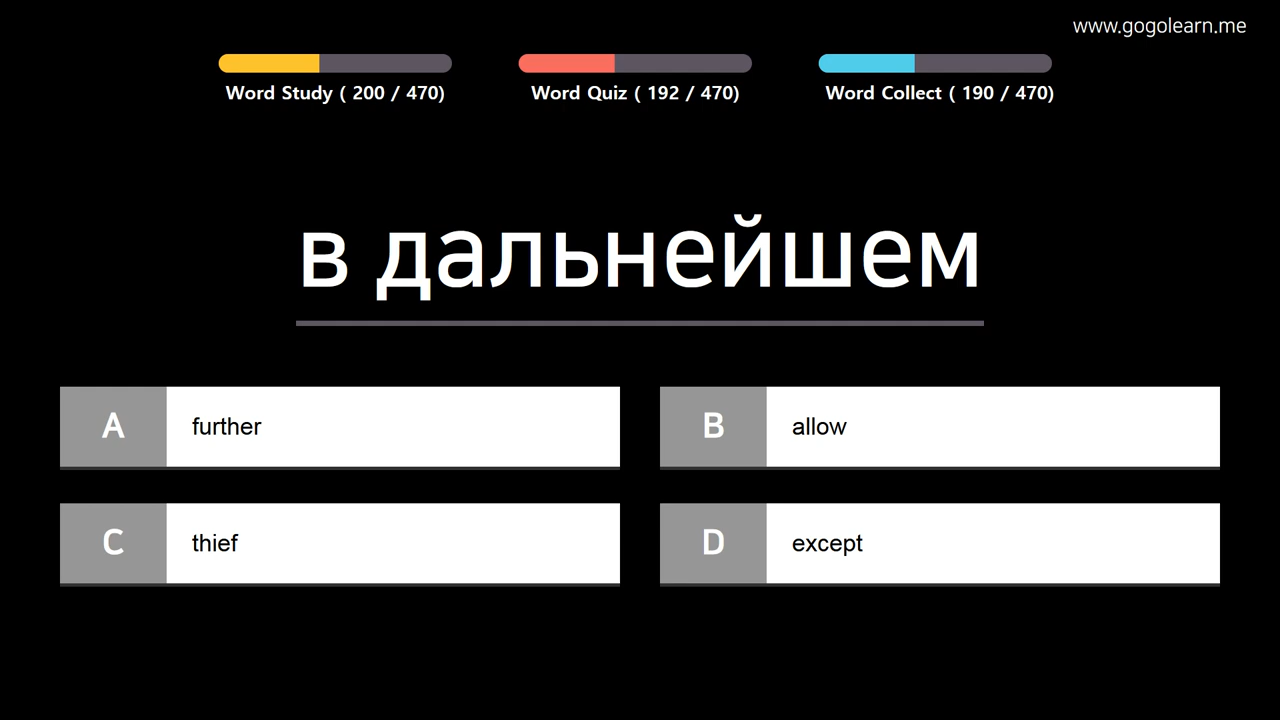 www.gogolearn.me
Word Study ( 200 / 470)
Word Quiz ( 192 / 470)
Word Collect ( 190 / 470)
в дальнейшем
A further
B allow
C thief
D except